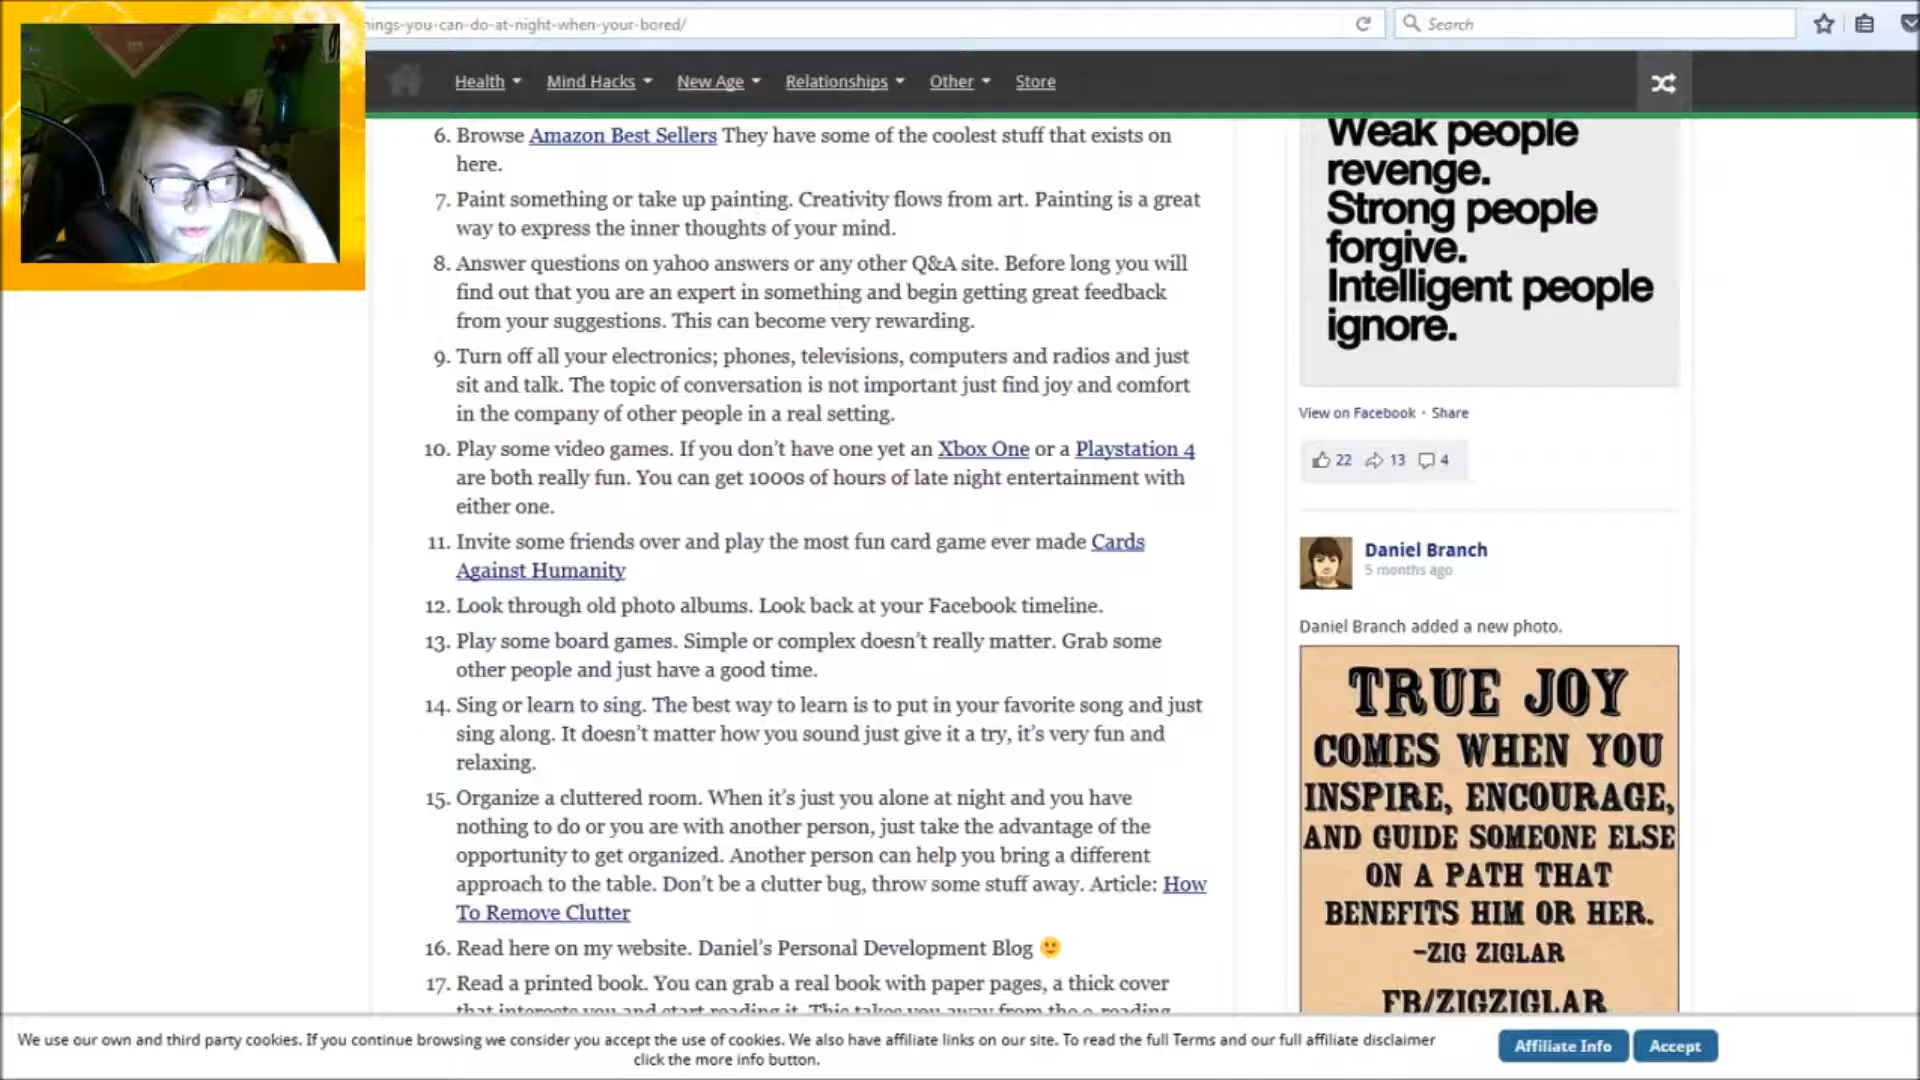 hings-you-can-do-at-night-when-your-bored/
Search
Health
Mind Hacks
New Age
Relationships
Other
Store
6. Browse Amazon Best Sellers They have some of the coolest stuff that exists on
here.
7. Paint something or take up painting. Creativity flows from art. Painting is a great
way to express the inner thoughts of your mind.
8. Answer questions on yahoo answers or any other Q&A site. Before long you will
find out that you are an expert in something and begin getting great feedback
from your suggestions. This can become very rewarding.
9. Turn off all your electronics; phones, televisions, computers and radios and just
sit and talk. The topic of conversation is not important just find joy and comfort
in the company of other people in a real setting.
10. Play some video games. If you don't have one yet an Xbox One or a Playstation 4
are both really fun. You can get 1000s of hours of late night entertainment with
either one.
11. Invite some friends over and play the most fun card game ever made Cards
Against Humanity
12. Look through old photo albums. Look back at your Facebook timeline.
13. Play some board games. Simple or complex doesn't really matter. Grab some
other people and just have a good time.
14. Sing or learn to sing. The best way to learn is to put in your favorite song and just
sing along. It doesn't matter how you sound just give it a try, it's very fun and
relaxing.
15. Organize a cluttered room. When it's just you alone at night and you have
nothing to do or you are with another person, just take the advantage of the
opportunity to get organized. Another person can help you bring a different
approach to the table. Don't be a clutter bug, throw some stuff away. Article: How
To Remove Clutter
16. Read here on my website. Daniel's Personal Development Blog 🙂
17. Read a printed book. You can grab a real book with paper pages, a thick cover
that interests you and start reading it. This takes you away from the e-reading
Weak people
revenge.
Strong people
forgive.
Intelligent people
ignore.
View on Facebook · Share
22 13 4
Daniel Branch
5 months ago
Daniel Branch added a new photo.
TRUE JOY
COMES WHEN YOU
INSPIRE, ENCOURAGE,
AND GUIDE SOMEONE ELSE
ON A PATH THAT
BENEFITS HIM OR HER.
-ZIG ZIGLAR
FB/ZIGZIGLAR
We use our own and third party cookies. If you continue browsing we consider you accept the use of cookies. We also have affiliate links on our site. To read the full Terms and our full affiliate disclaimer
click the more info button.
Affiliate Info
Accept